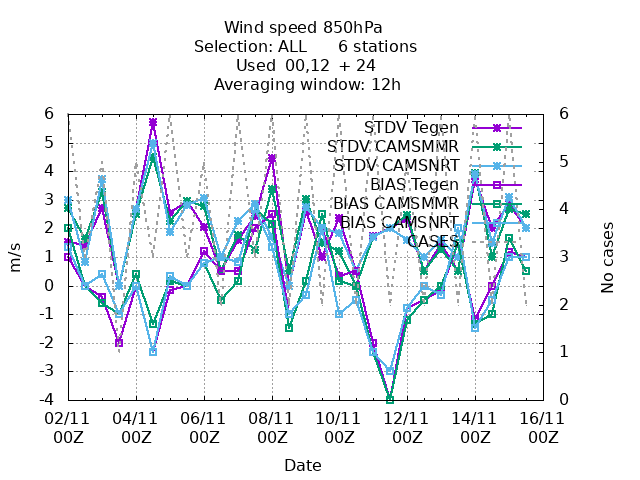 Wind speed 850hPa
Selection: ALL 6 stations
Used 00,12 + 24
Averaging window: 12h
STDV Tegen
STDV CAMSMMR
STDV CAMSNRT
BIAS Tegen
BIAS CAMSMMR
BIAS CAMSNRT
CASES
6
5
4
3
2
1
0
-1
-2
-3
-4
m/s
6
5
4
3
2
1
0
No cases
02/11 04/11 06/11 08/11 10/11 12/11 14/11 16/11
00Z 00Z 00Z 00Z 00Z 00Z 00Z 00Z
Date